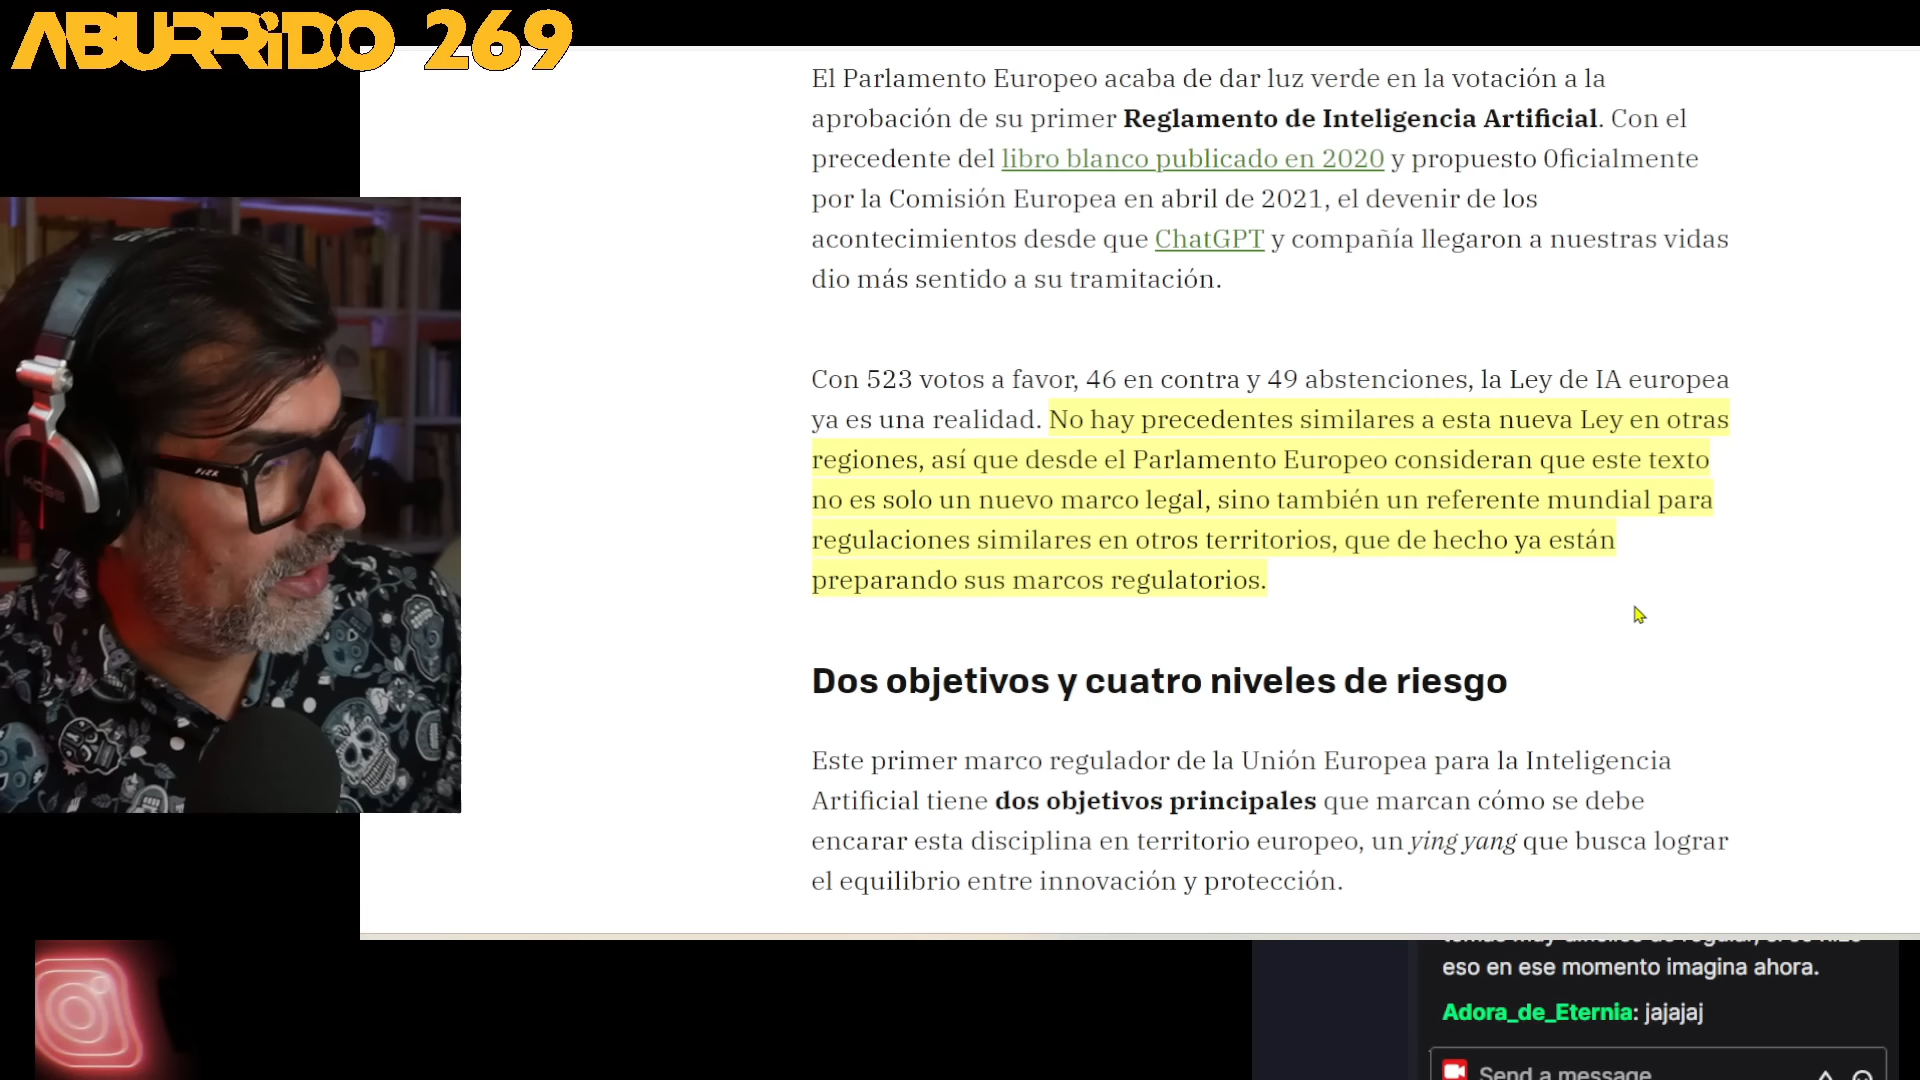 ABURRiDO 269
El Parlamento Europeo acaba de dar luz verde en la votación a la
aprobación de su primer Reglamento de Inteligencia Artificial. Con el
precedente del libro blanco publicado en 2020 y propuesto Oficialmente
por la Comisión Europea en abril de 2021, el devenir de los
acontecimientos desde que ChatGPT y compañía llegaron a nuestras vidas
dio más sentido a su tramitación.
Con 523 votos a favor, 46 en contra y 49 abstenciones, la Ley de IA europea
ya es una realidad. No hay precedentes similares a esta nueva Ley en otras
regiones, así que desde el Parlamento Europeo consideran que este texto
no es solo un nuevo marco legal, sino también un referente mundial para
regulaciones similares en otros territorios, que de hecho ya están
preparando sus marcos regulatorios.
Dos objetivos y cuatro niveles de riesgo
Este primer marco regulador de la Unión Europea para la Inteligencia
Artificial tiene dos objetivos principales que marcan cómo se debe
encarar esta disciplina en territorio europeo, un ying yang que busca lograr
el equilibrio entre innovación y protección.
eso en ese momento imagina ahora.
Adora_de_Eternia: jajajaj
Send a message
KOSS